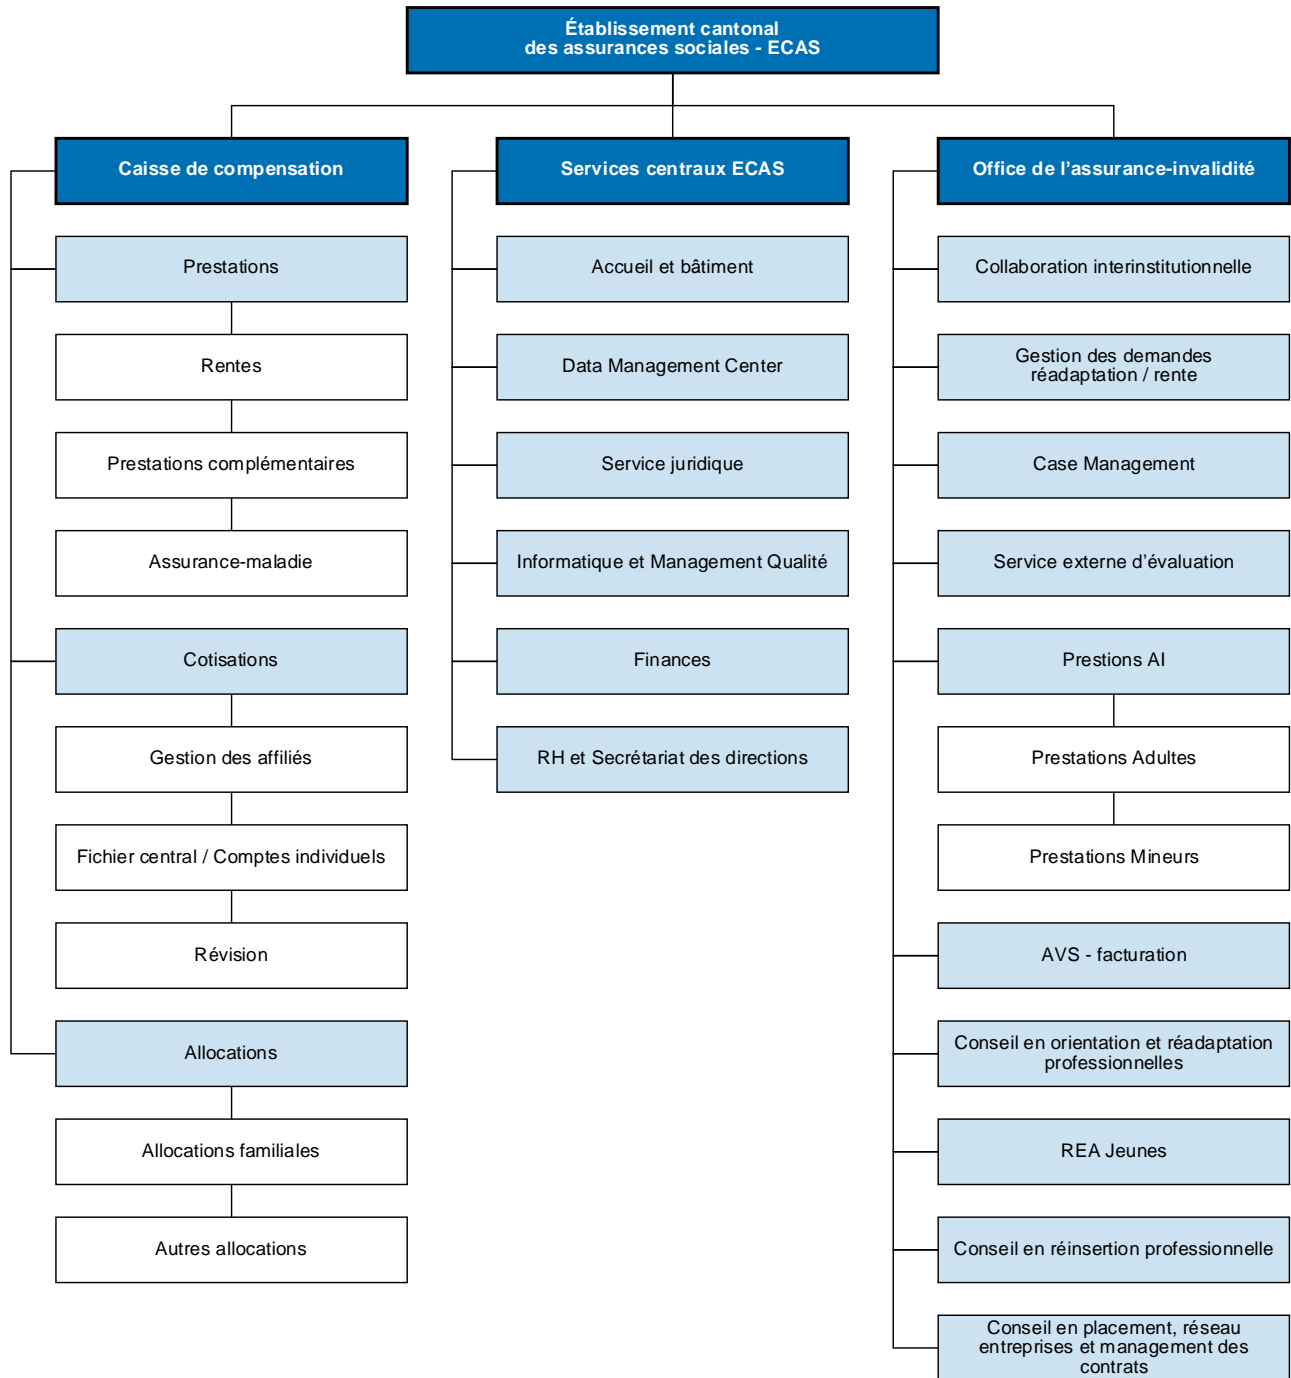 Établissement cantonal
des assurances sociales - ECAS
Caisse de compensation
Prestations
Rentes
Prestations complémentaires
Assurance-maladie
Cotisations
Gestion des affiliés
Fichier central / Comptes individuels
Révision
Allocations
Allocations familiales
Autres allocations
Services centraux ECAS
Accueil et bâtiment
Data Management Center
Service juridique
Informatique et Management Qualité
Finances
RH et Secrétariat des directions
Office de l'assurance-invalidité
Collaboration interinstitutionnelle
Gestion des demandes
réadaptation / rente
Case Management
Service externe d'évaluation
Prestions AI
Prestations Adultes
Prestations Mineurs
AVS - facturation
Conseil en orientation et réadaptation
professionnelles
REA Jeunes
Conseil en réinsertion professionnelle
Conseil en placement, réseau
entreprises et management des
contrats